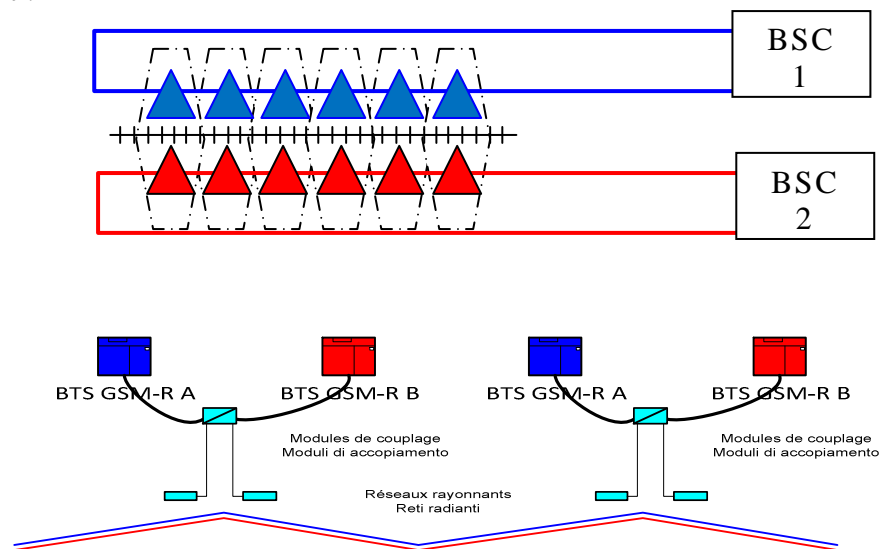 BSC
1
BSC
2
BTS GSM-R A
BTS GSM-R B
BTS GSM-R A
BTS GSM-R B
Modules de couplage
Moduli di accopiamento
Modules de couplage
Moduli di accopiamento
Réseaux rayonnants
Reti radianti